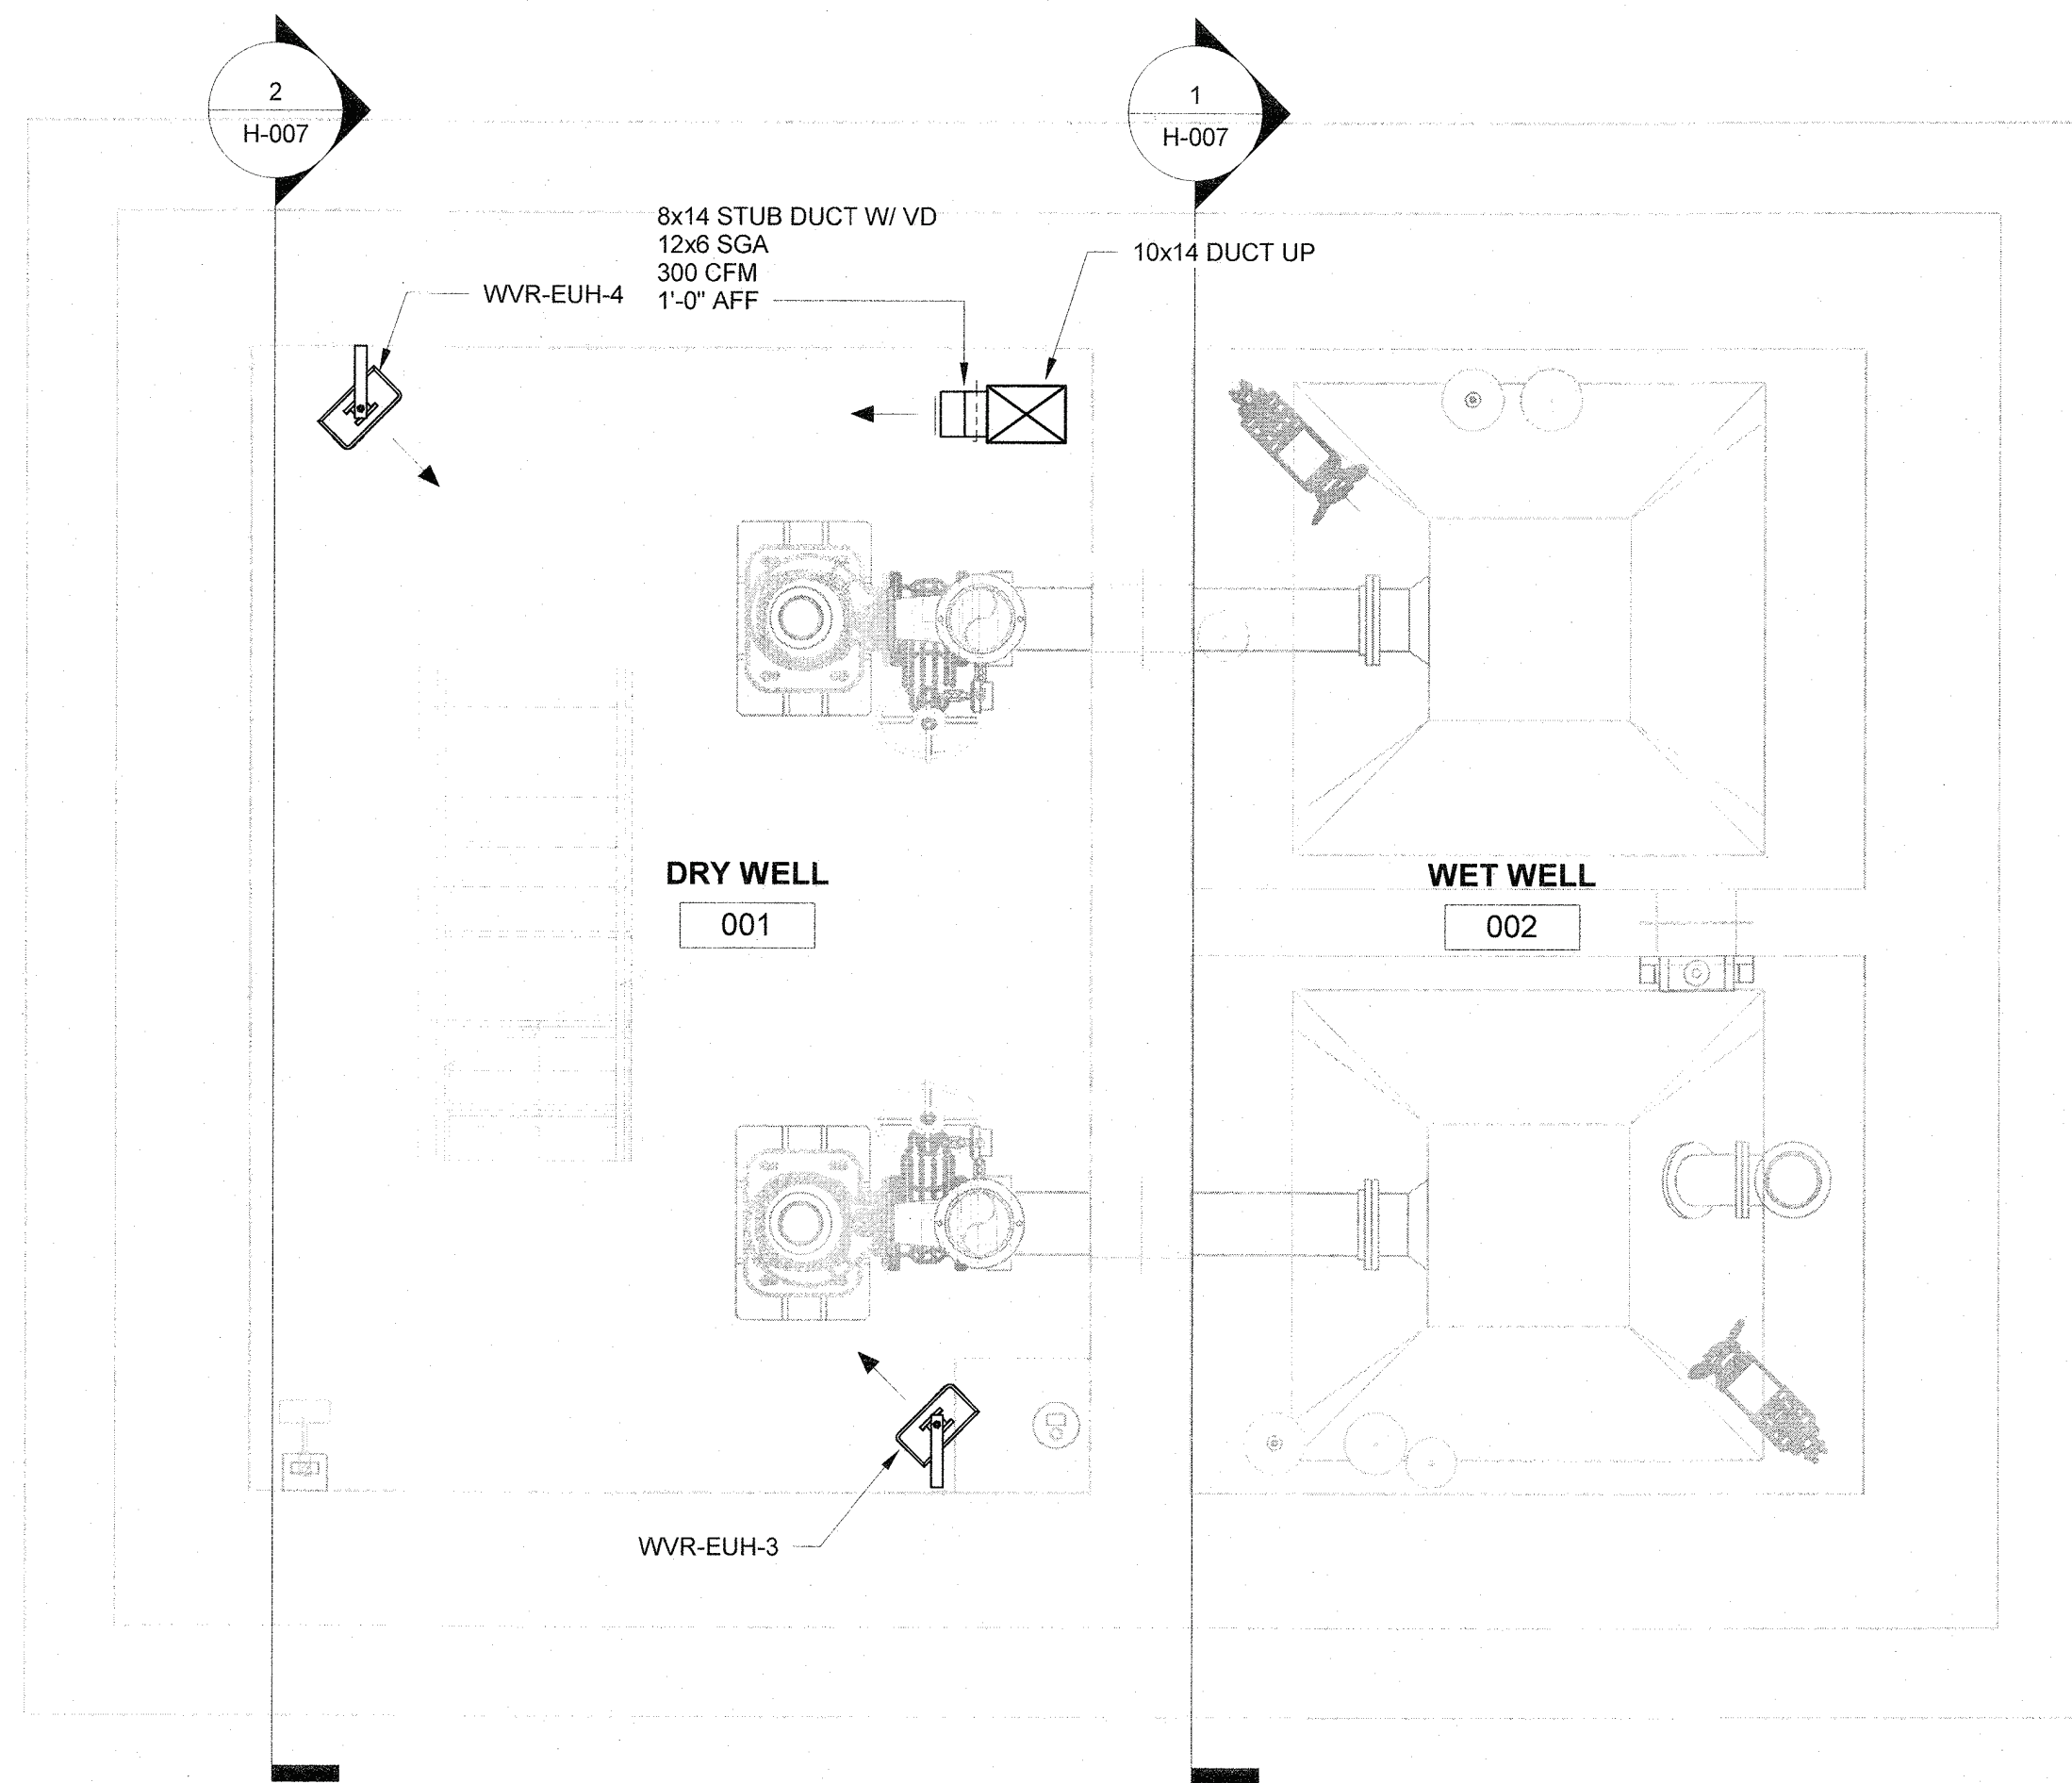 2
H-007
1
H-007
8x14 STUB DUCT W/ VD
12x6 SGA
300 CFM
1'-0" AFF
10x14 DUCT UP
WVR-EUH-4
DRY WELL
001
WET WELL
002
WVR-EUH-3